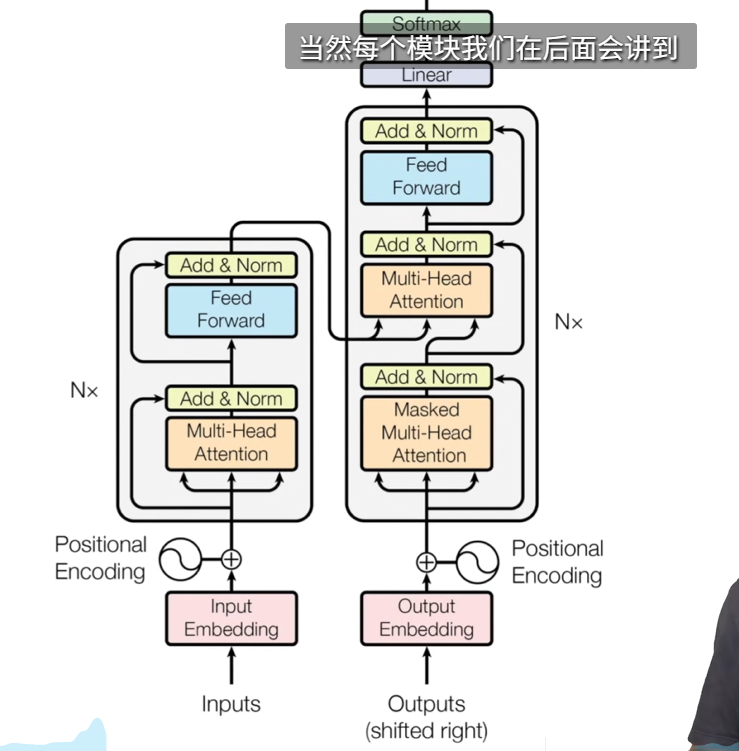 Softmax
当然每个模块我们在后面会讲到
Linear
Add & Norm
Feed
Forward
Add & Norm
Multi-Head
Attention
Nx
Add & Norm
Masked
Multi-Head
Attention
Add & Norm
Feed
Forward
Nx
Add & Norm
Multi-Head
Attention
Positional
Encoding
Positional
Encoding
Input
Embedding
Output
Embedding
Inputs
Outputs
(shifted right)